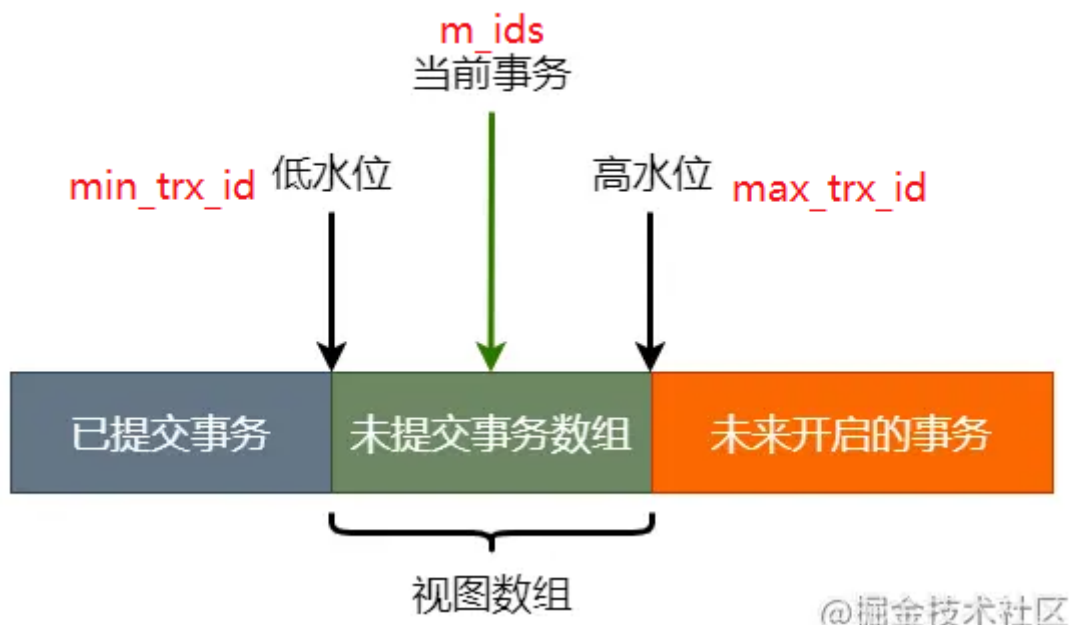 m_ids
当前事务
min_trx_id 低水位 高水位 max_trx_id
已提交事务 未提交事务数组 未来开启的事务
视图数组
@掘金技术社区